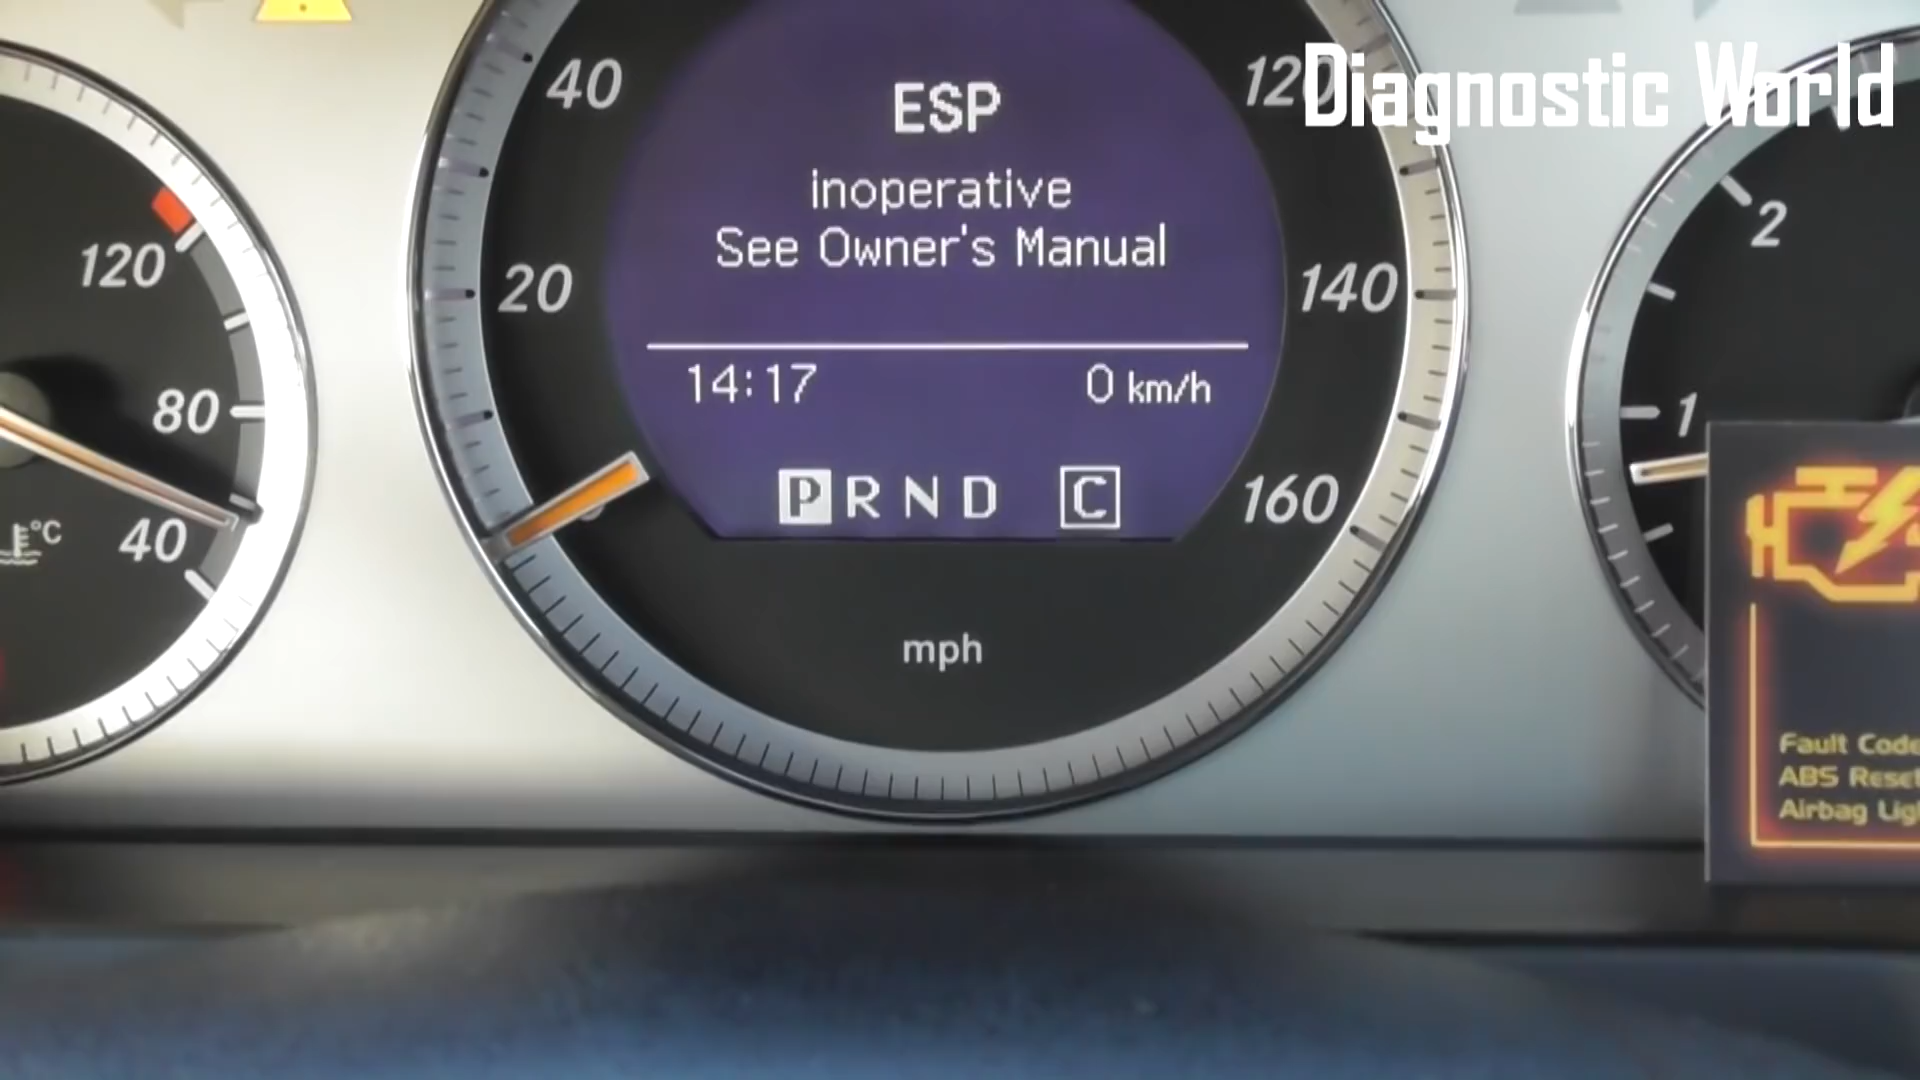 Diagnostic World
40
120
ESP
inoperative
See Owner's Manual
20
140
14:17
0 km/h
P R N D C
160
mph
120
80
40
°C
2
1
Fault Code
ABS Reset
Airbag